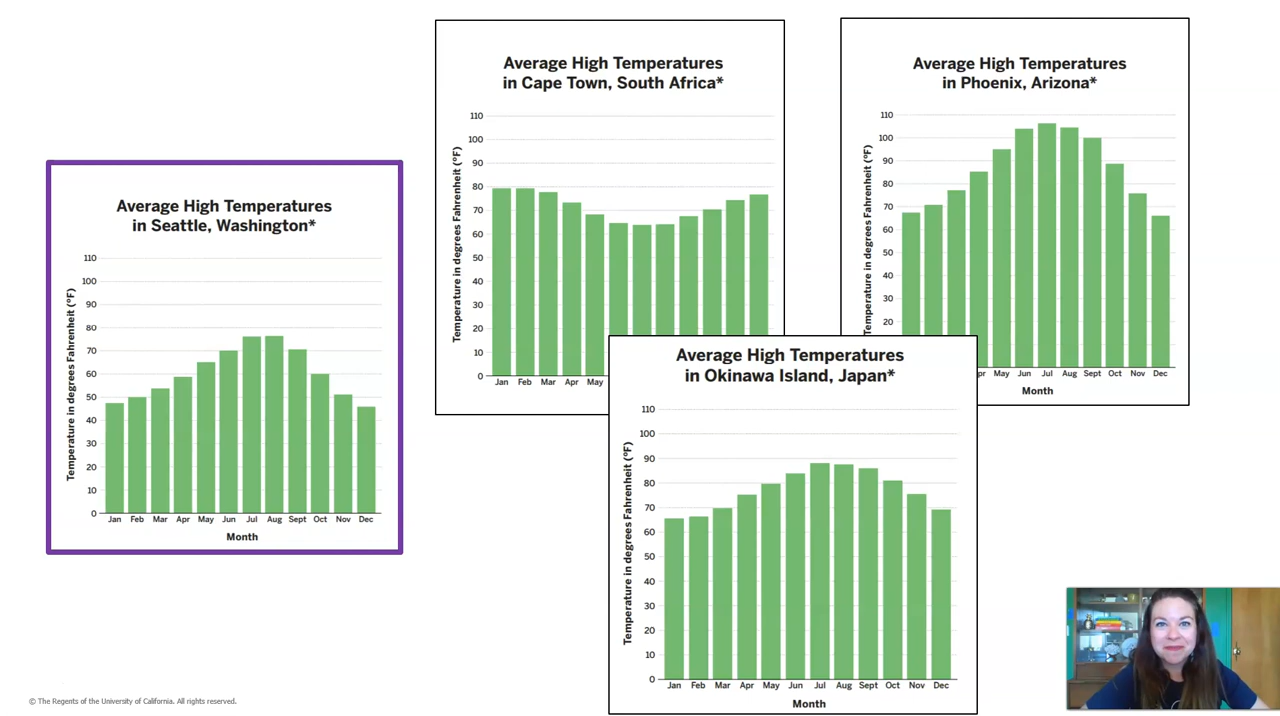 Average High Temperatures
in Seattle, Washington*
Temperature in degrees Fahrenheit (°F)
110
100
90
80
70
60
50
40
30
20
10
0
Jan Feb Mar Apr May Jun Jul Aug Sept Oct Nov Dec
Month
Average High Temperatures
in Cape Town, South Africa*
Temperature in degrees Fahrenheit (°F)
110
100
90
80
70
60
50
40
30
20
10
0
Jan Feb Mar Apr May
Average High Temperatures
in Phoenix, Arizona*
Temperature in degrees Fahrenheit (°F)
110
100
90
80
70
60
50
40
30
20
pr May Jun Jul Aug Sept Oct Nov Dec
Month
Average High Temperatures
in Okinawa Island, Japan*
Temperature in degrees Fahrenheit (°F)
110
100
90
80
70
60
50
40
30
20
10
0
Jan Feb Mar Apr May Jun Jul Aug Sept Oct Nov Dec
Month
© The Regents of the University of California. All rights reserved.